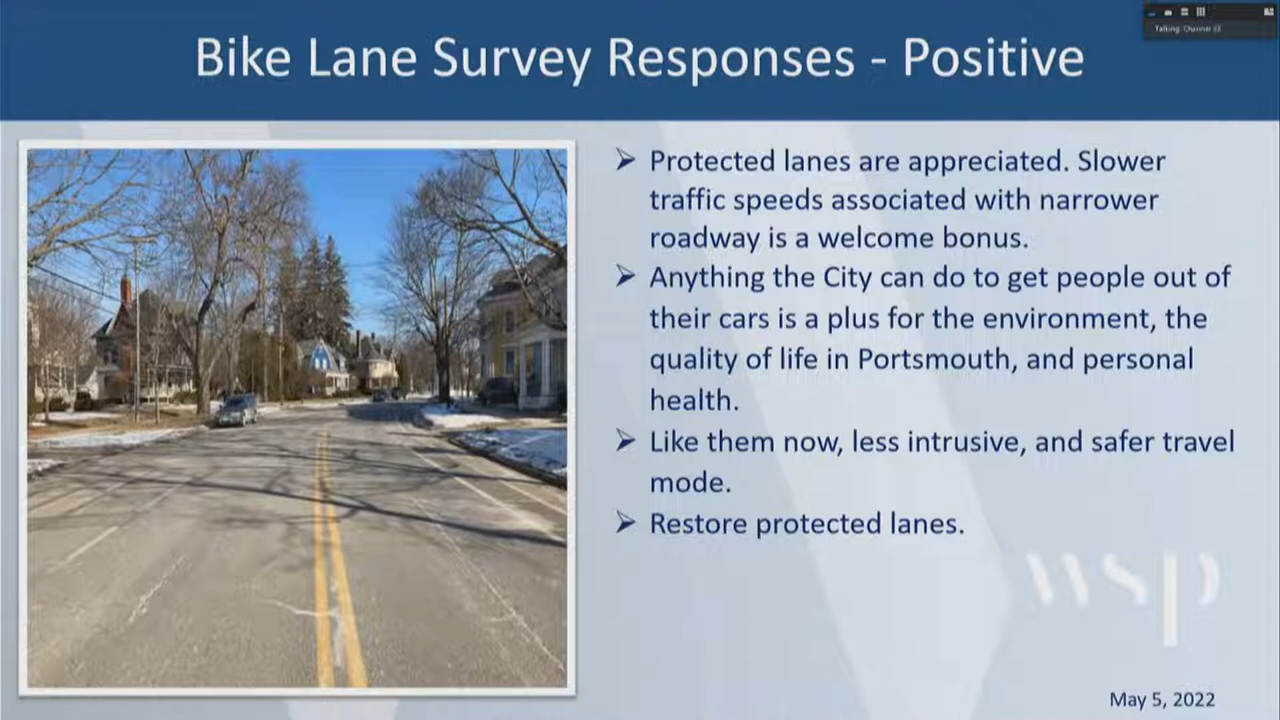 Talking: Channel 22
Bike Lane Survey Responses - Positive
➢ Protected lanes are appreciated. Slower
traffic speeds associated with narrower
roadway is a welcome bonus.
➢ Anything the City can do to get people out of
their cars is a plus for the environment, the
quality of life in Portsmouth, and personal
health.
➢ Like them now, less intrusive, and safer travel
mode.
➢ Restore protected lanes.
wsp
May 5, 2022